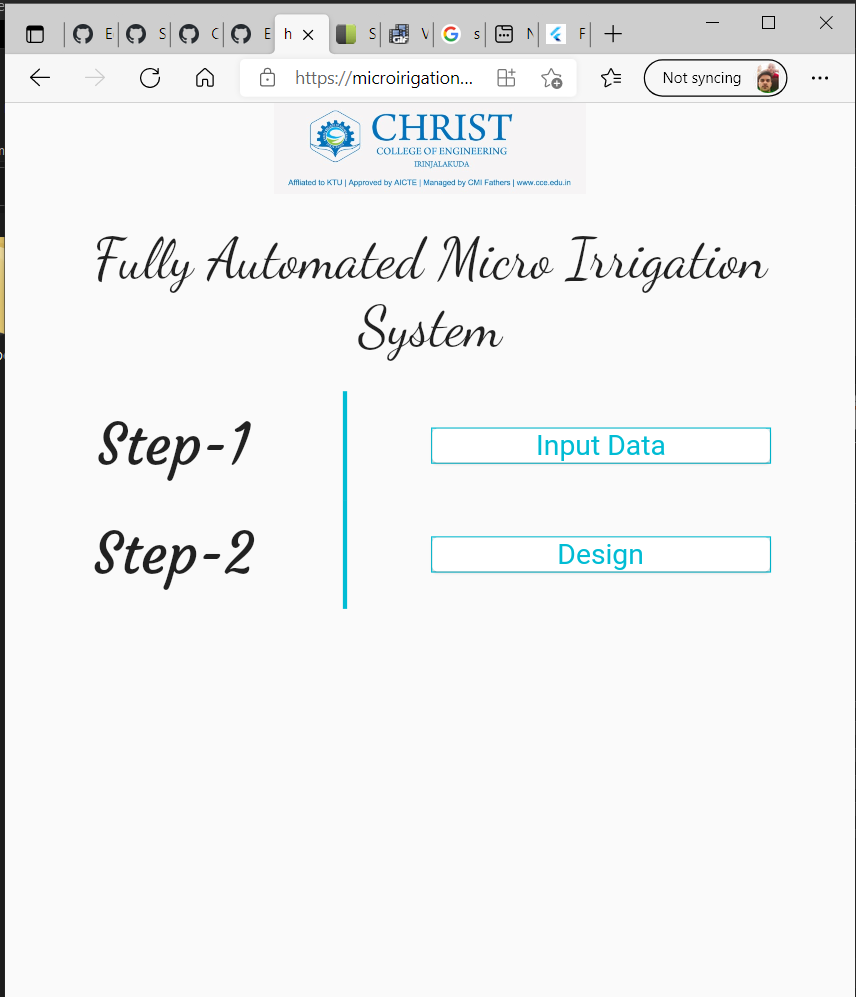 E S C E h S V G s N F
https://microirigation... Not syncing
CHRIST
COLLEGE OF ENGINEERING
IRINJALAKUDA
Affliated to KTU | Approved by AICTE | Managed by CMI Fathers | www.cce.edu.in
Fully Automated Micro Irrigation
System
Step-1 Input Data
Step-2 Design